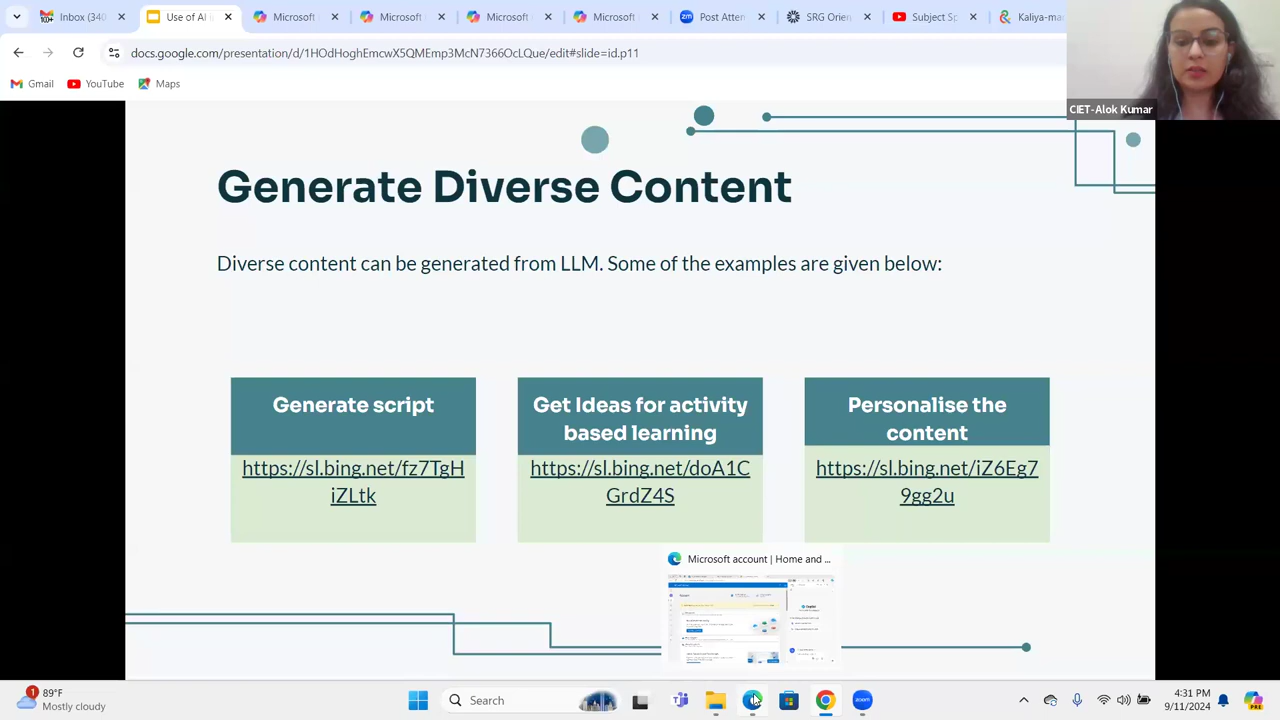 Inbox (340
Use of AI i
Microsoft
Microsoft
Microsoft
Microsoft
Post Atten
SRG Orien
Subject Sp
Kaliya-ma
docs.google.com/presentation/d/1HOdHoghEmcwX5QMEmp3McN7366OcLQue/edit#slide=id.p11
Gmail
YouTube
Maps
CIET-Alok Kumar
Generate Diverse Content
Diverse content can be generated from LLM. Some of the examples are given below:
Generate script
https://sl.bing.net/fz7TgH
iZLtk
Get Ideas for activity
based learning
https://sl.bing.net/doA1C
GrdZ4S
Personalise the
content
https://sl.bing.net/iZ6Eg7
9gg2u
Microsoft account | Home and ...
1
89°F
Mostly cloudy
Search
zoom
PRE
4:31 PM
9/11/2024